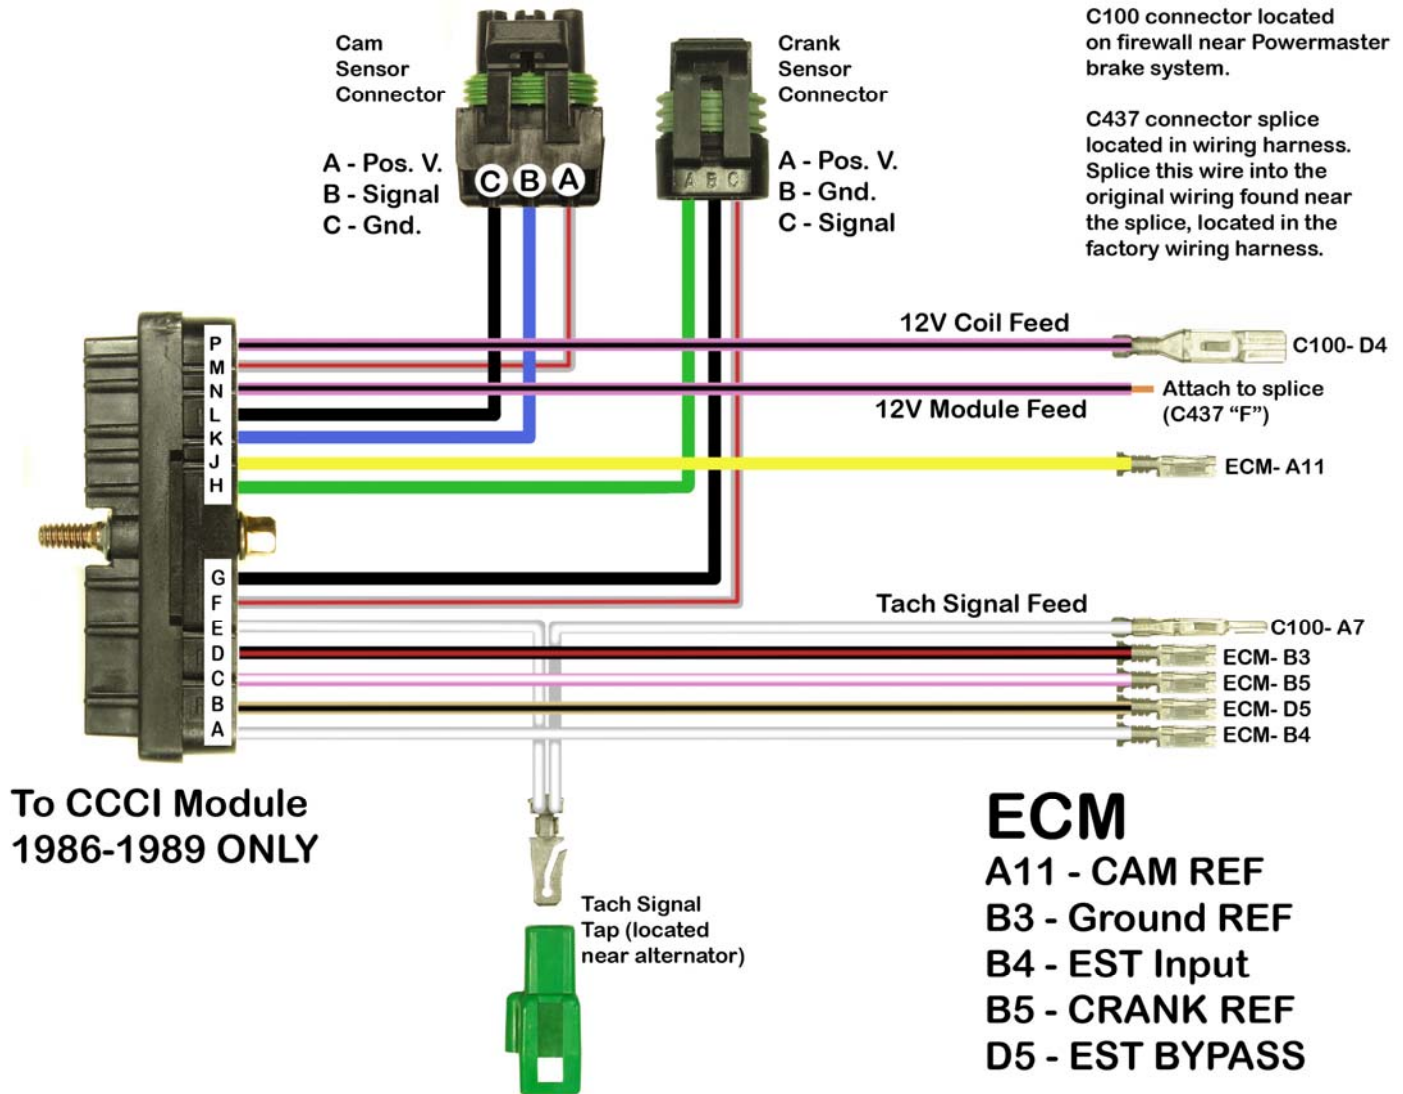 Cam
Sensor
Connector
A - Pos. V.
B - Signal
C - Gnd.
C B A
Crank
Sensor
Connector
A - Pos. V.
B - Gnd.
C - Signal
A B C
C100 connector located
on firewall near Powermaster
brake system.
C437 connector splice
located in wiring harness.
Splice this wire into the
original wiring found near
the splice, located in the
factory wiring harness.
P
M
N
L
K
J
H
G
F
E
D
C
B
A
12V Coil Feed
C100- D4
12V Module Feed
Attach to splice
(C437 “F”)
ECM- A11
Tach Signal Feed
C100- A7
ECM- B3
ECM- B5
ECM- D5
ECM- B4
To CCCI Module
1986-1989 ONLY
Tach Signal
Tap (located
near alternator)
ECM
A11 - CAM REF
B3 - Ground REF
B4 - EST Input
B5 - CRANK REF
D5 - EST BYPASS